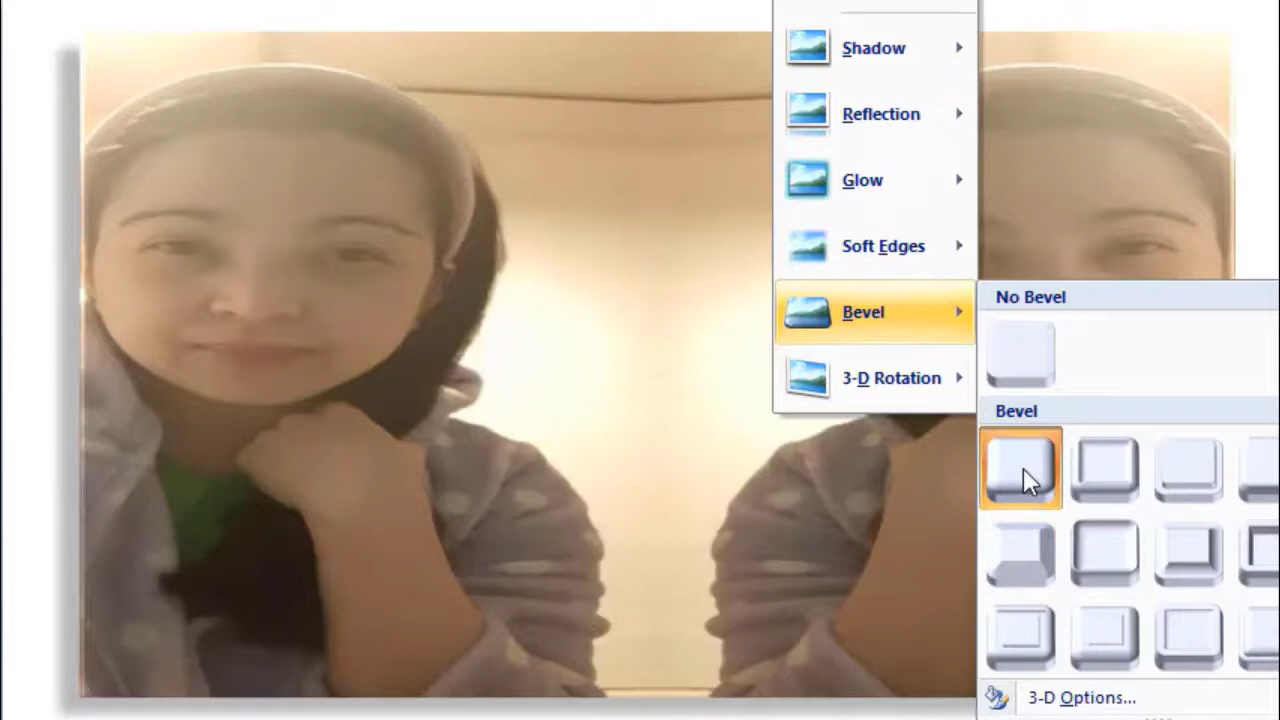 Shadow
Reflection
Glow
Soft Edges
Bevel
3-D Rotation
No Bevel
Bevel
3-D Options...